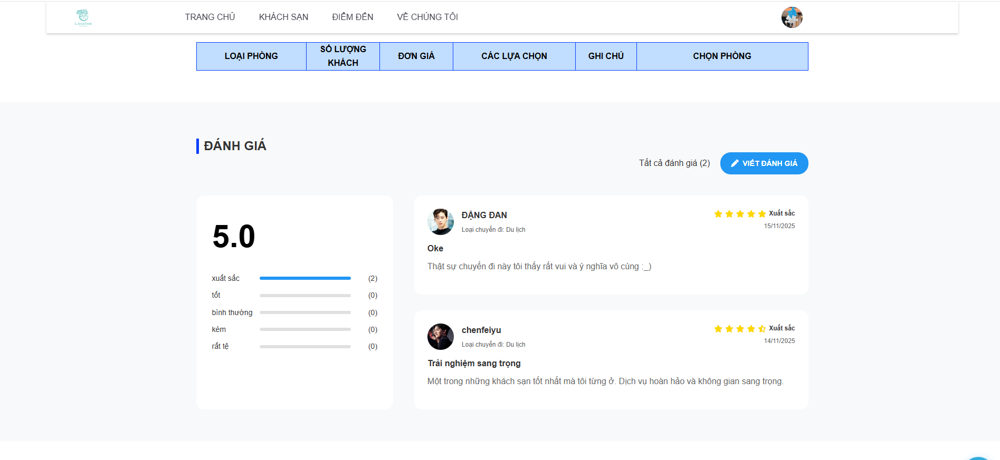 Lavaliaa
TRANG CHỦ KHÁCH SẠN ĐIỂM ĐẾN VỀ CHÚNG TÔI
LOẠI PHÒNG SỐ LƯỢNG KHÁCH ĐƠN GIÁ CÁC LỰA CHỌN GHI CHÚ CHỌN PHÒNG
ĐÁNH GIÁ
Tất cả đánh giá (2) VIẾT ĐÁNH GIÁ
5.0
xuất sắc (2)
tốt (0)
bình thường (0)
kém (0)
rất tệ (0)
ĐẶNG ĐAN Xuất sắc
Loại chuyến đi: Du lịch 15/11/2025
Oke
Thật sự chuyến đi này tôi thấy rất vui và ý nghĩa vô cùng :_)
chenfeiyu Xuất sắc
Loại chuyến đi: Du lịch 14/11/2025
Trải nghiệm sang trọng
Một trong những khách sạn tốt nhất mà tôi từng ở. Dịch vụ hoàn hảo và không gian sang trọng.